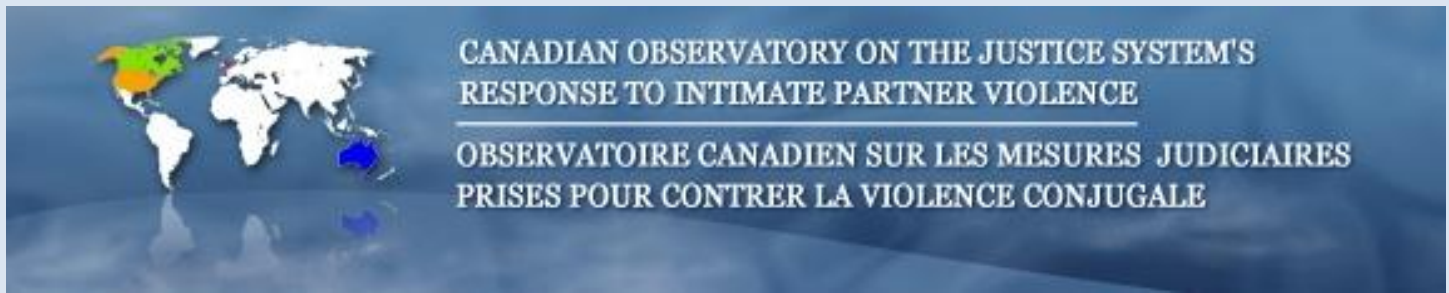 CANADIAN OBSERVATORY ON THE JUSTICE SYSTEM'S
RESPONSE TO INTIMATE PARTNER VIOLENCE
OBSERVATOIRE CANADIEN SUR LES MESURES JUDICIAIRES
PRISES POUR CONTRER LA VIOLENCE CONJUGALE